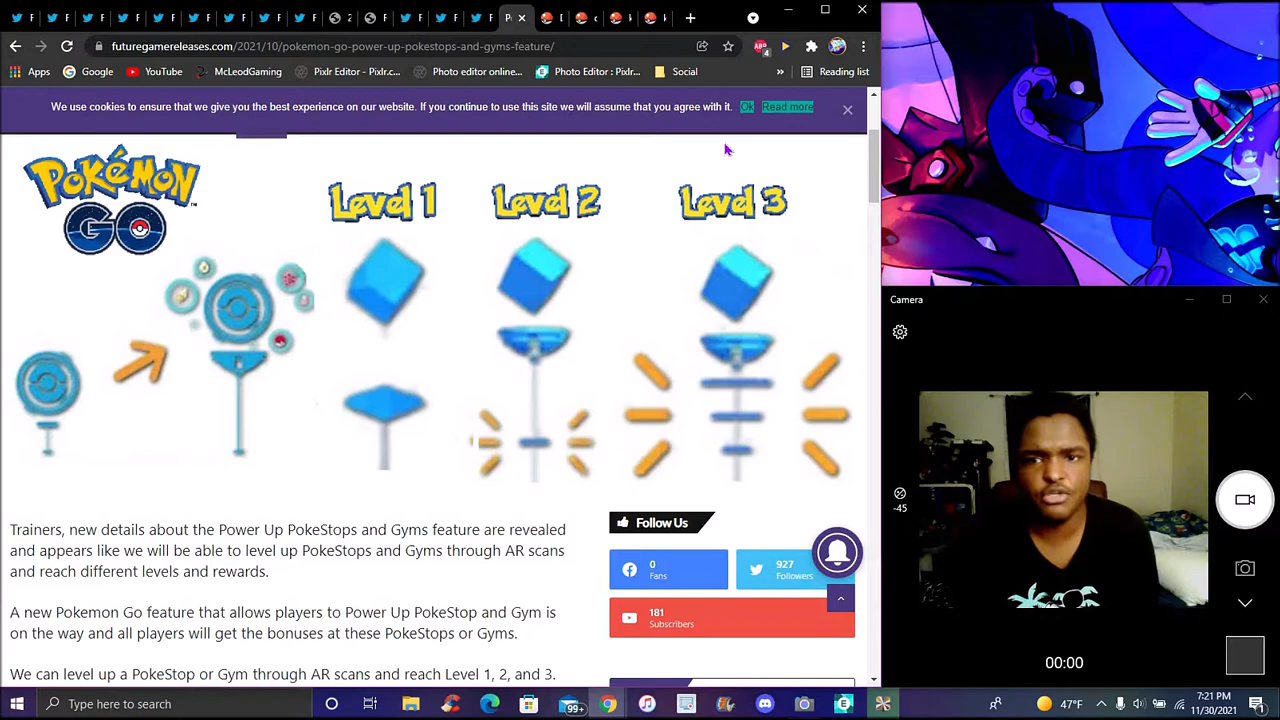 futuregamereleases.com/2021/10/pokemon-go-power-up-pokestops-and-gyms-feature/
4
Apps
Google
YouTube
McLeodGaming
Pixlr Editor - Pixlr.c...
Photo editor online...
Photo Editor : Pixlr...
Social
»
Reading list
We use cookies to ensure that we give you the best experience on our website. If you continue to use this site we will assume that you agree with it.
Ok
Read more
POKéMON
GO
Level 1
Level 2
Level 3
Trainers, new details about the Power Up PokeStops and Gyms feature are revealed
and appears like we will be able to level up PokeStops and Gyms through AR scans
and reach different levels and rewards.
A new Pokemon Go feature that allows players to Power Up PokeStop and Gym is
on the way and all players will get the bonuses at these PokeStops or Gyms.
We can level up a PokeStop or Gym through AR scans and reach Level 1, 2, and 3.
Follow Us
0
Fans
927
Followers
181
Subscribers
Camera
-45
00:00
Type here to search
99+
47°F
7:21 PM
11/30/2021
1